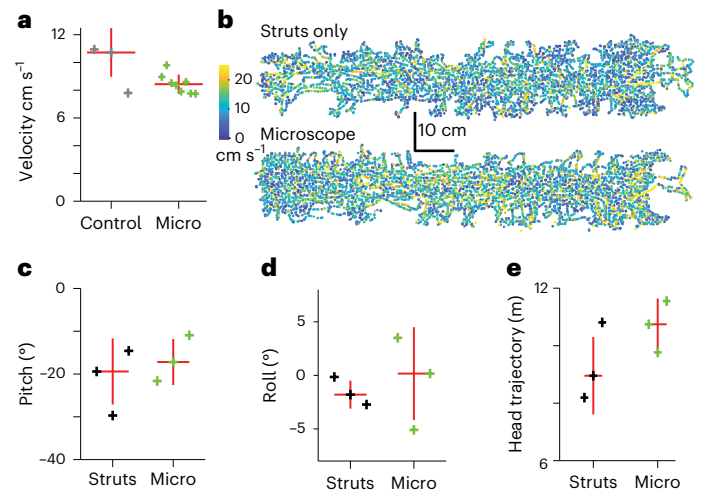 a
12
6
0
Velocity cm s⁻¹
Control
Micro
b
Struts only
20
10
0
cm s⁻¹
Microscope
10 cm
c
0
−20
−40
Pitch (°)
Struts
Micro
d
5
0
−5
Roll (°)
Struts
Micro
e
12
6
Head trajectory (m)
Struts
Micro